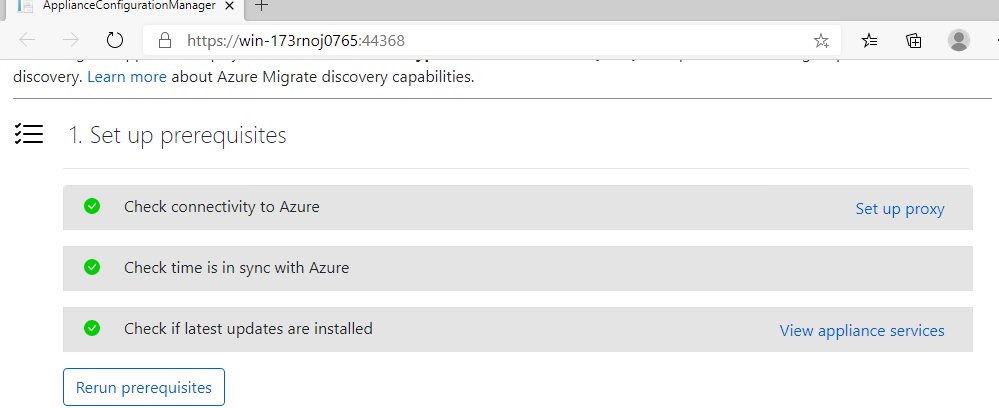 ApplianceConfigurationManager
https://win-173rnoj0765:44368
discovery. Learn more about Azure Migrate discovery capabilities.
1. Set up prerequisites
Check connectivity to Azure
Set up proxy
Check time is in sync with Azure
Check if latest updates are installed
View appliance services
Rerun prerequisites